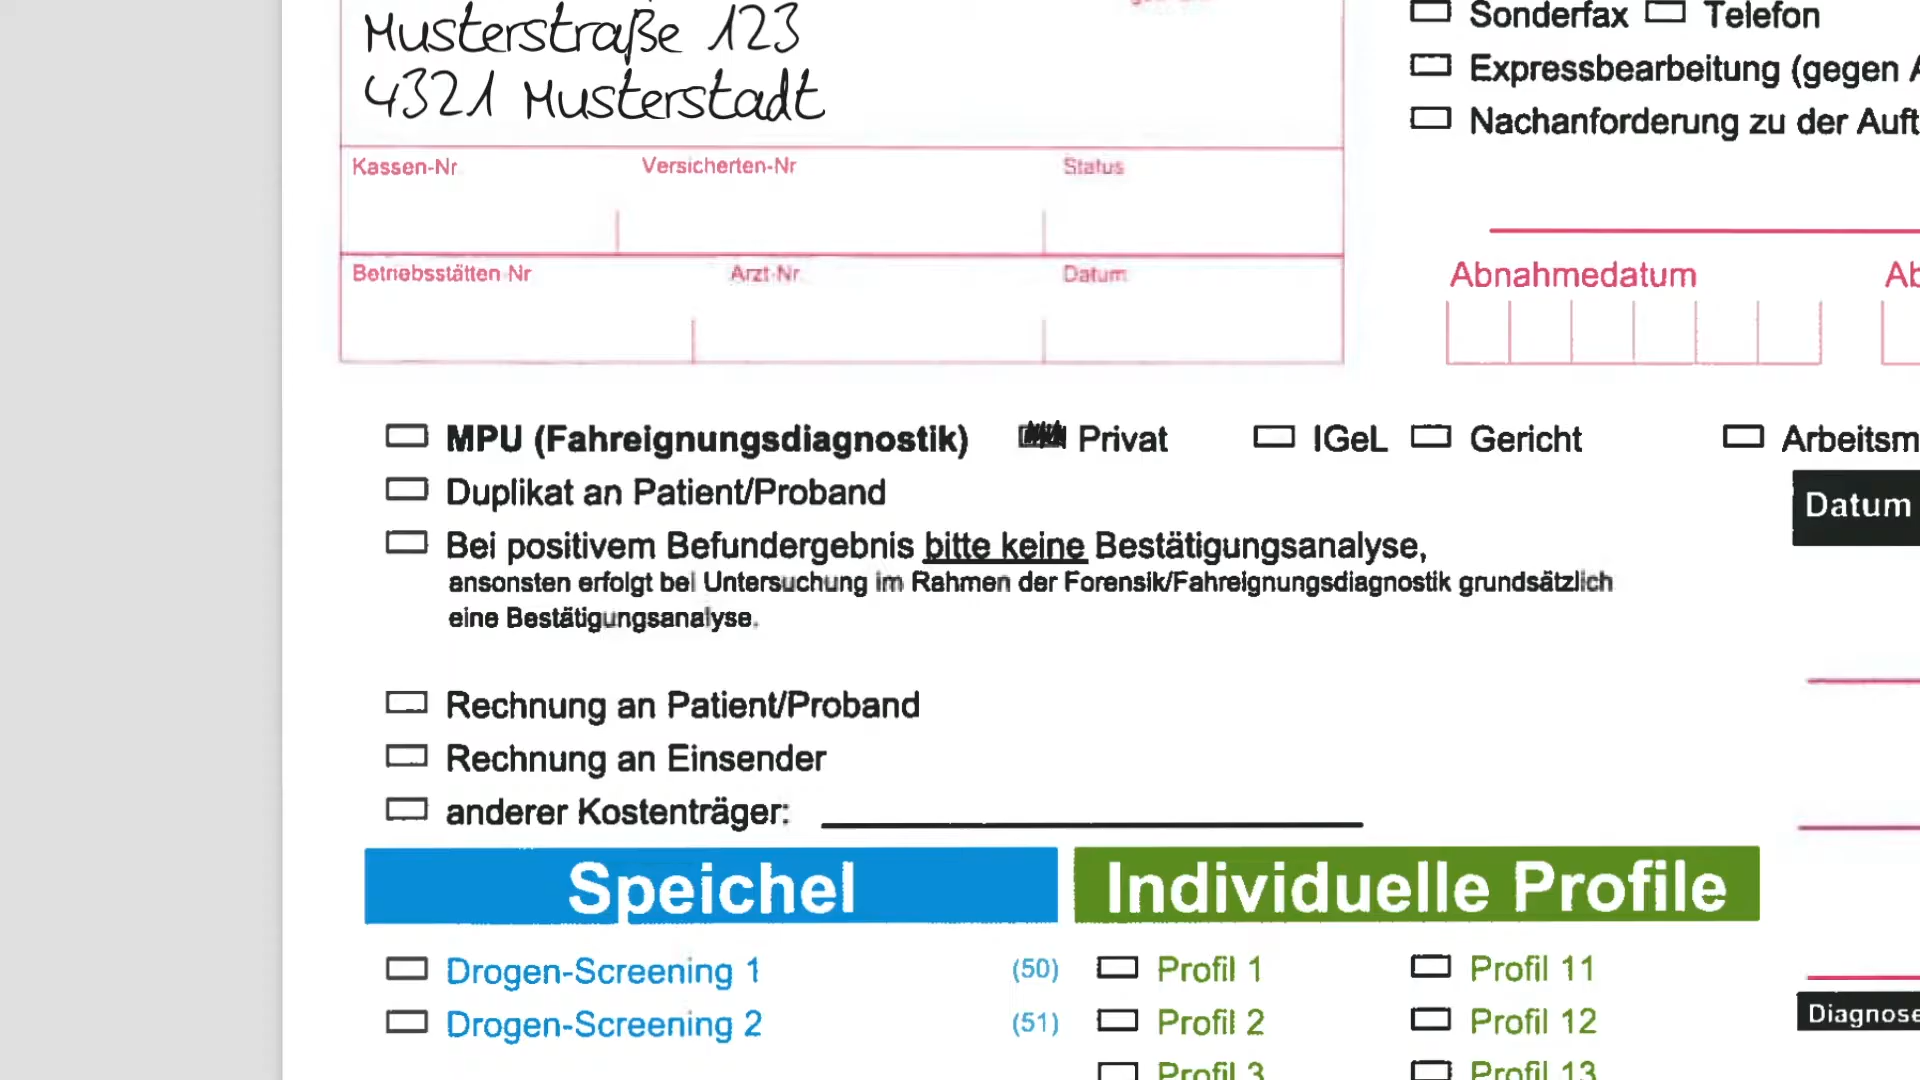 Musterstraße 123
4321 Musterstadt
Kassen-Nr Versicherten-Nr Status
Betriebsstätten-Nr Arzt-Nr. Datum
Sonderfax Telefon
Expressbearbeitung (gegen
Nachanforderung zu der
Abnahmedatum
MPU (Fahreignungsdiagnostik) Privat IGeL Gericht
Duplikat an Patient/Proband
Datum
Bei positivem Befundergebnis bitte keine Bestätigungsanalyse,
ansonsten erfolgt bei Untersuchung im Rahmen der Forensik/Fahreignungsdiagnostik grundsätzlich
eine Bestätigungsanalyse.
Rechnung an Patient/Proband
Rechnung an Einsender
anderer Kostenträger:
Speichel
Individuelle Profile
Drogen-Screening 1 (50)
Drogen-Screening 2 (51)
Profil 1 Profil 11
Profil 2 Profil 12
Profil 3 Profil 13
Diagnose